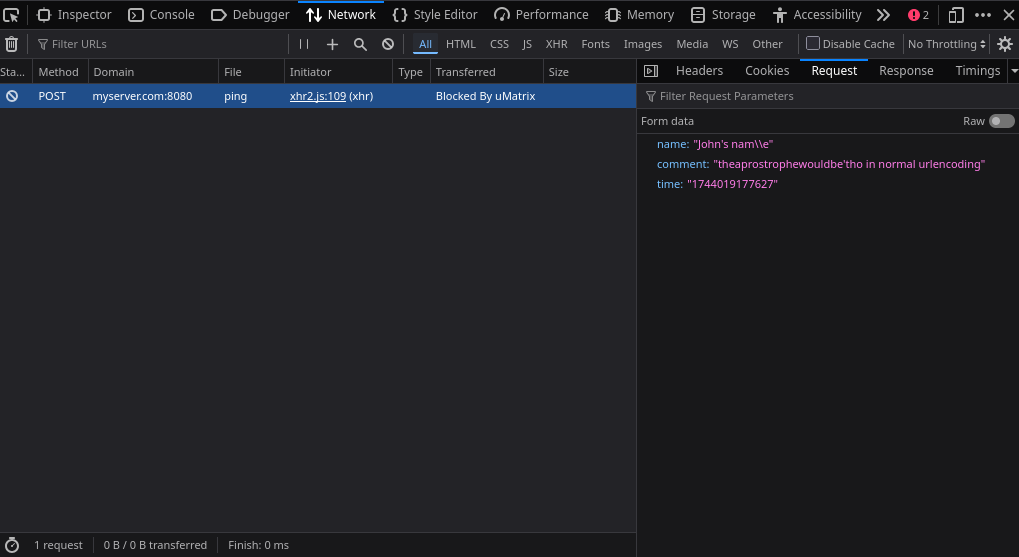 Inspector Console Debugger Network Style Editor Performance Memory Storage Accessibility 2
Filter URLs All HTML CSS JS XHR Fonts Images Media WS Other Disable Cache No Throttling
Sta... Method Domain File Initiator Type Transferred Size
POST myserver.com:8080 ping xhr2.js:109 (xhr) Blocked By uMatrix
Headers Cookies Request Response Timings
Filter Request Parameters
Form data Raw
name: "John's nam\\e"
comment: "theaprostrophewouldbe'tho in normal urlencoding"
time: "1744019177627"
1 request 0 B / 0 B transferred Finish: 0 ms